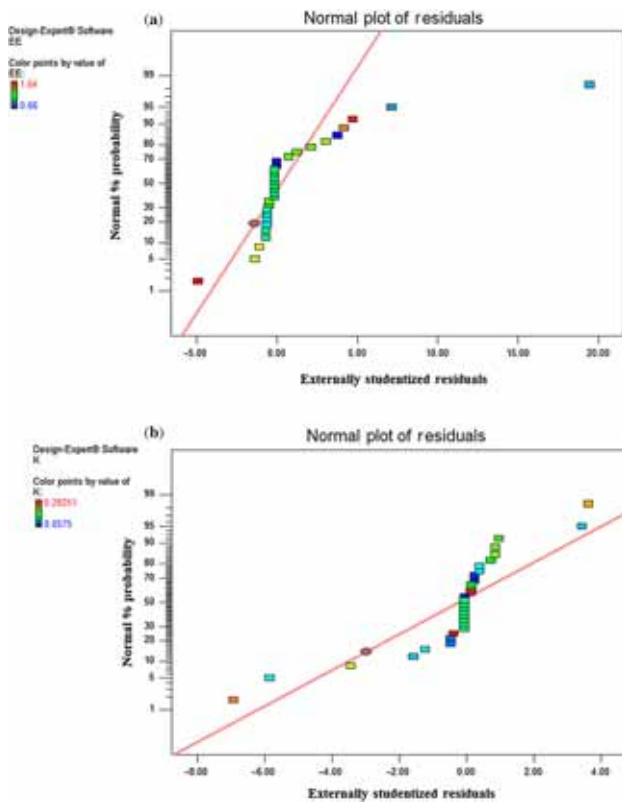 (a)
Normal plot of residuals
Design-Expert® Software
EE
Color points by value of
EE:
1.64
0.66
Normal % probability
99
95
90
80
70
50
30
20
10
5
1
−5.00 0.00 5.00 10.00 15.00 20.00
Externally studentized residuals
(b)
Normal plot of residuals
Design-Expert® Software
K
Color points by value of
K:
0.0575
Normal % probability
99
95
90
80
70
50
30
20
10
5
1
−8.00 −6.00 −4.00 −2.00 0.00 2.00 4.00
Externally studentized residuals